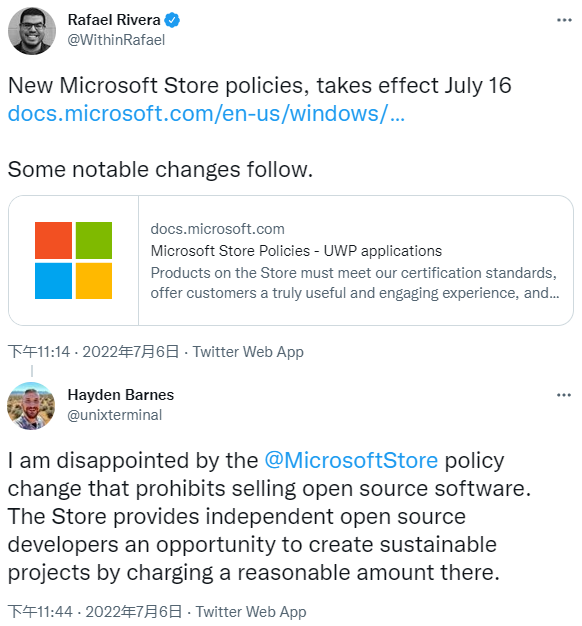 Rafael Rivera
@WithinRafael
New Microsoft Store policies, takes effect July 16
docs.microsoft.com/en-us/windows/…
Some notable changes follow.
docs.microsoft.com
Microsoft Store Policies - UWP applications
Products on the Store must meet our certification standards,
offer customers a truly useful and engaging experience, and...
下午11:14 · 2022年7月6日 · Twitter Web App
Hayden Barnes
@unixterminal
I am disappointed by the @MicrosoftStore policy
change that prohibits selling open source software.
The Store provides independent open source
developers an opportunity to create sustainable
projects by charging a reasonable amount there.
下午11:44 · 2022年7月6日 · Twitter Web App